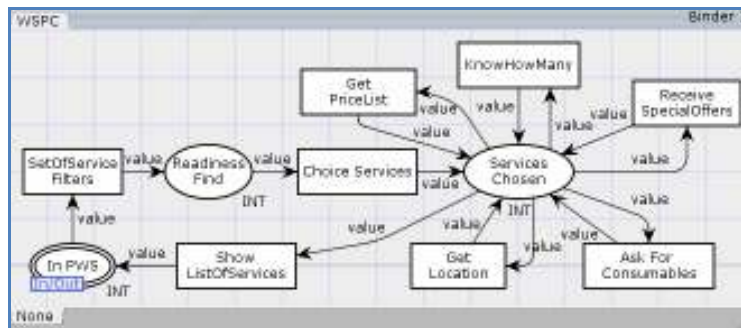 WSPC
Binder
KnowHowMany
Get
PriceList
Receive
SpecialOffers
value
value
value
value
value
value
SetOfService
Filters
value
Readiness
Find
value
Choice Services
value
Services
Chosen
value
INT
INT
value
value
value
value
value
value
In PWS
In/Out
INT
value
Show
ListOfServices
Get
Location
Ask For
Consumables
None